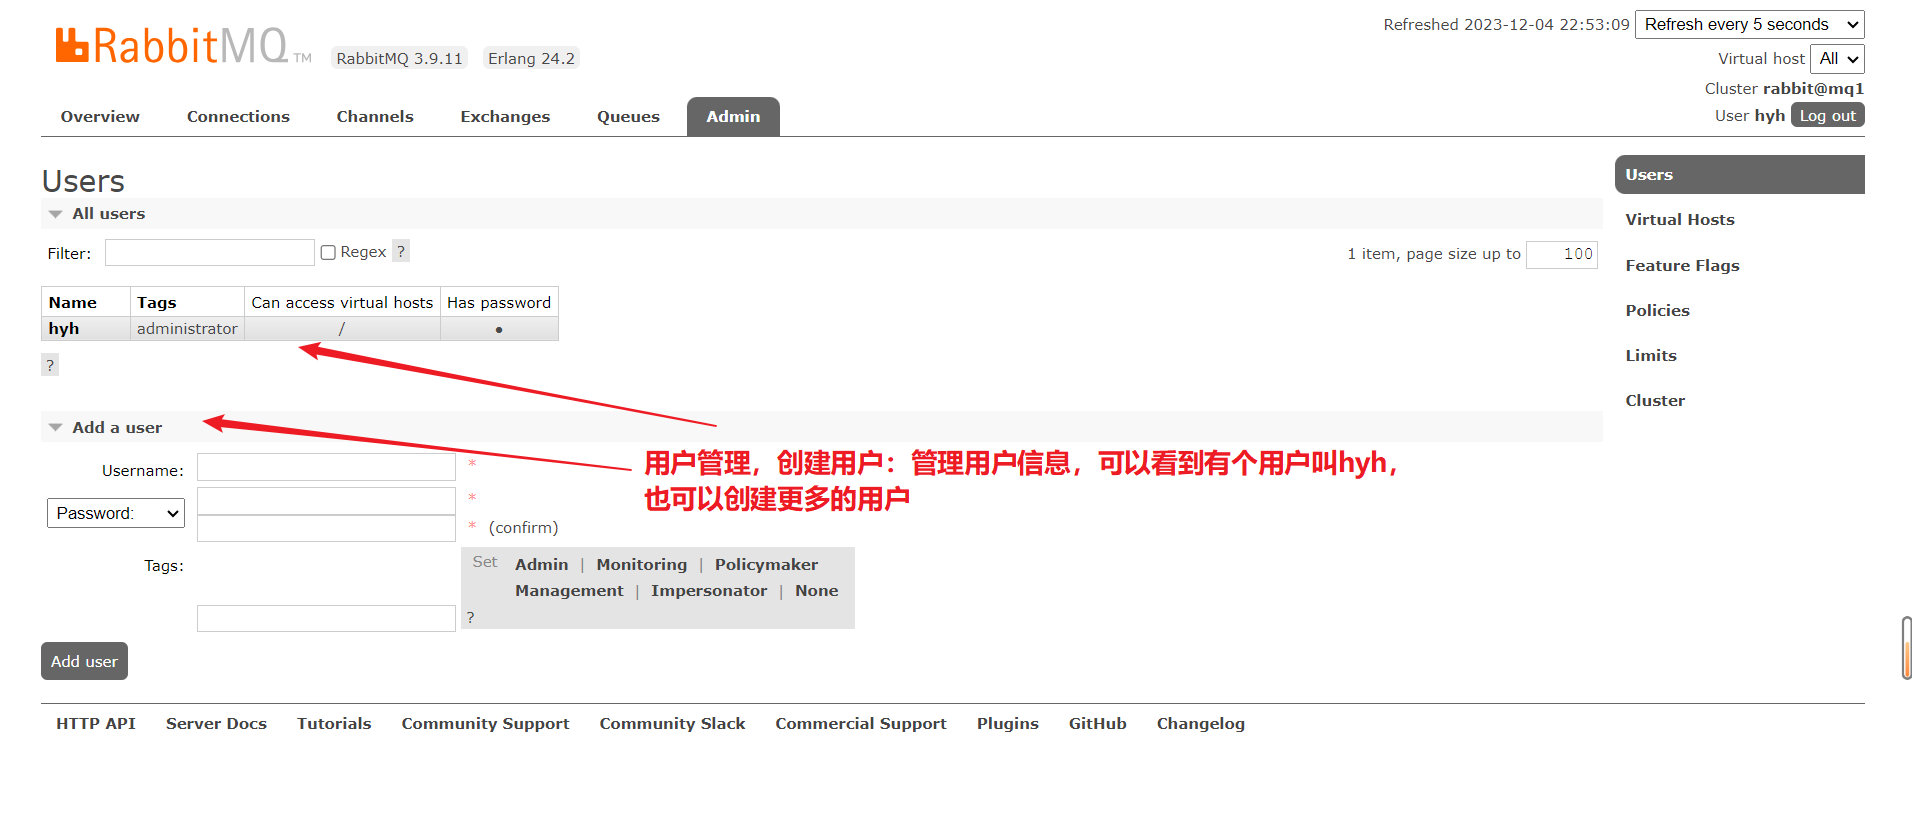 Refreshed 2023-12-04 22:53:09 Refresh every 5 seconds
RabbitMQ™ RabbitMQ 3.9.11 Erlang 24.2
Virtual host All
Cluster rabbit@mq1
User hyh Log out
Overview Connections Channels Exchanges Queues Admin
Users
All users
Filter: Regex ?
1 item, page size up to 100
Name Tags Can access virtual hosts Has password
hyh administrator / ●
?
Add a user
Username: *
Password: *
* (confirm)
Tags:
Set Admin | Monitoring | Policymaker
Management | Impersonator | None
?
Add user
用户管理，创建用户：管理用户信息，可以看到有个用户叫hyh，
也可以创建更多的用户
Users
Virtual Hosts
Feature Flags
Policies
Limits
Cluster
HTTP API Server Docs Tutorials Community Support Community Slack Commercial Support Plugins GitHub Changelog